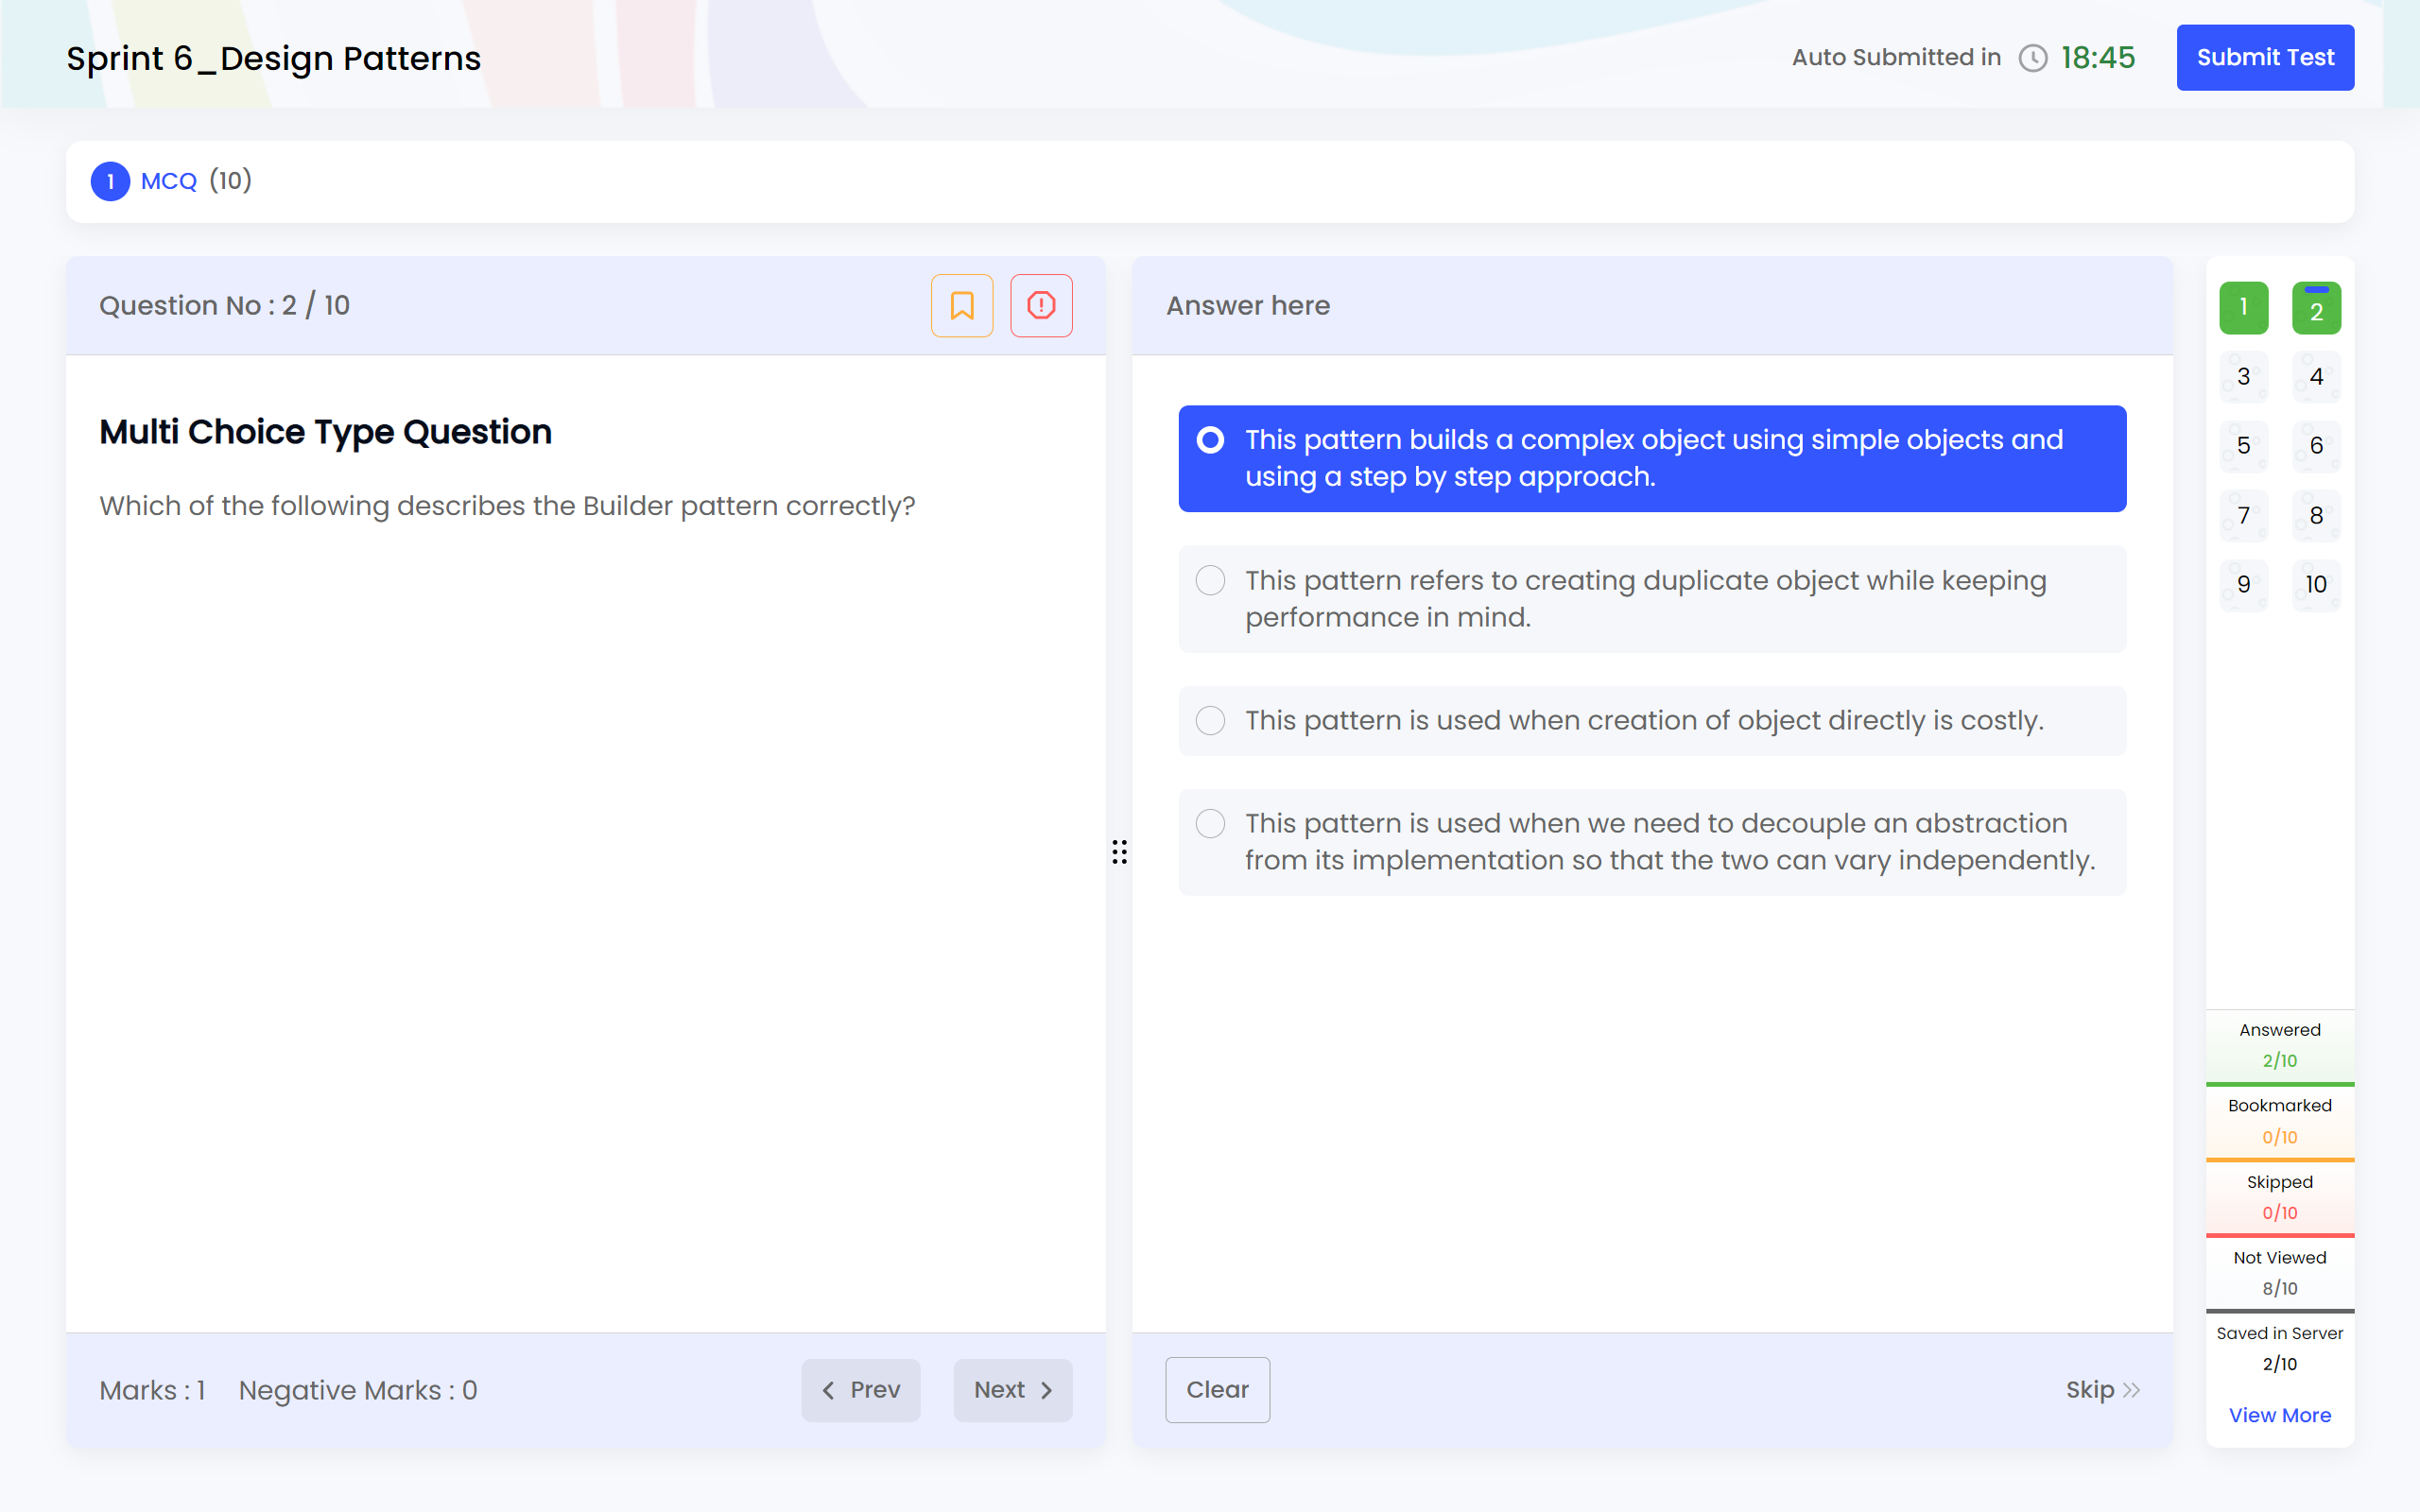 Sprint 6_Design Patterns
Auto Submitted in 18:45
Submit Test
1 MCQ (10)
Question No : 2 / 10
Multi Choice Type Question
Which of the following describes the Builder pattern correctly?
Marks : 1 Negative Marks : 0
Prev
Next
Answer here
This pattern builds a complex object using simple objects and
using a step by step approach.
This pattern refers to creating duplicate object while keeping
performance in mind.
This pattern is used when creation of object directly is costly.
This pattern is used when we need to decouple an abstraction
from its implementation so that the two can vary independently.
Clear
Skip
1 2
3 4
5 6
7 8
9 10
Answered
2/10
Bookmarked
0/10
Skipped
0/10
Not Viewed
8/10
Saved in Server
2/10
View More